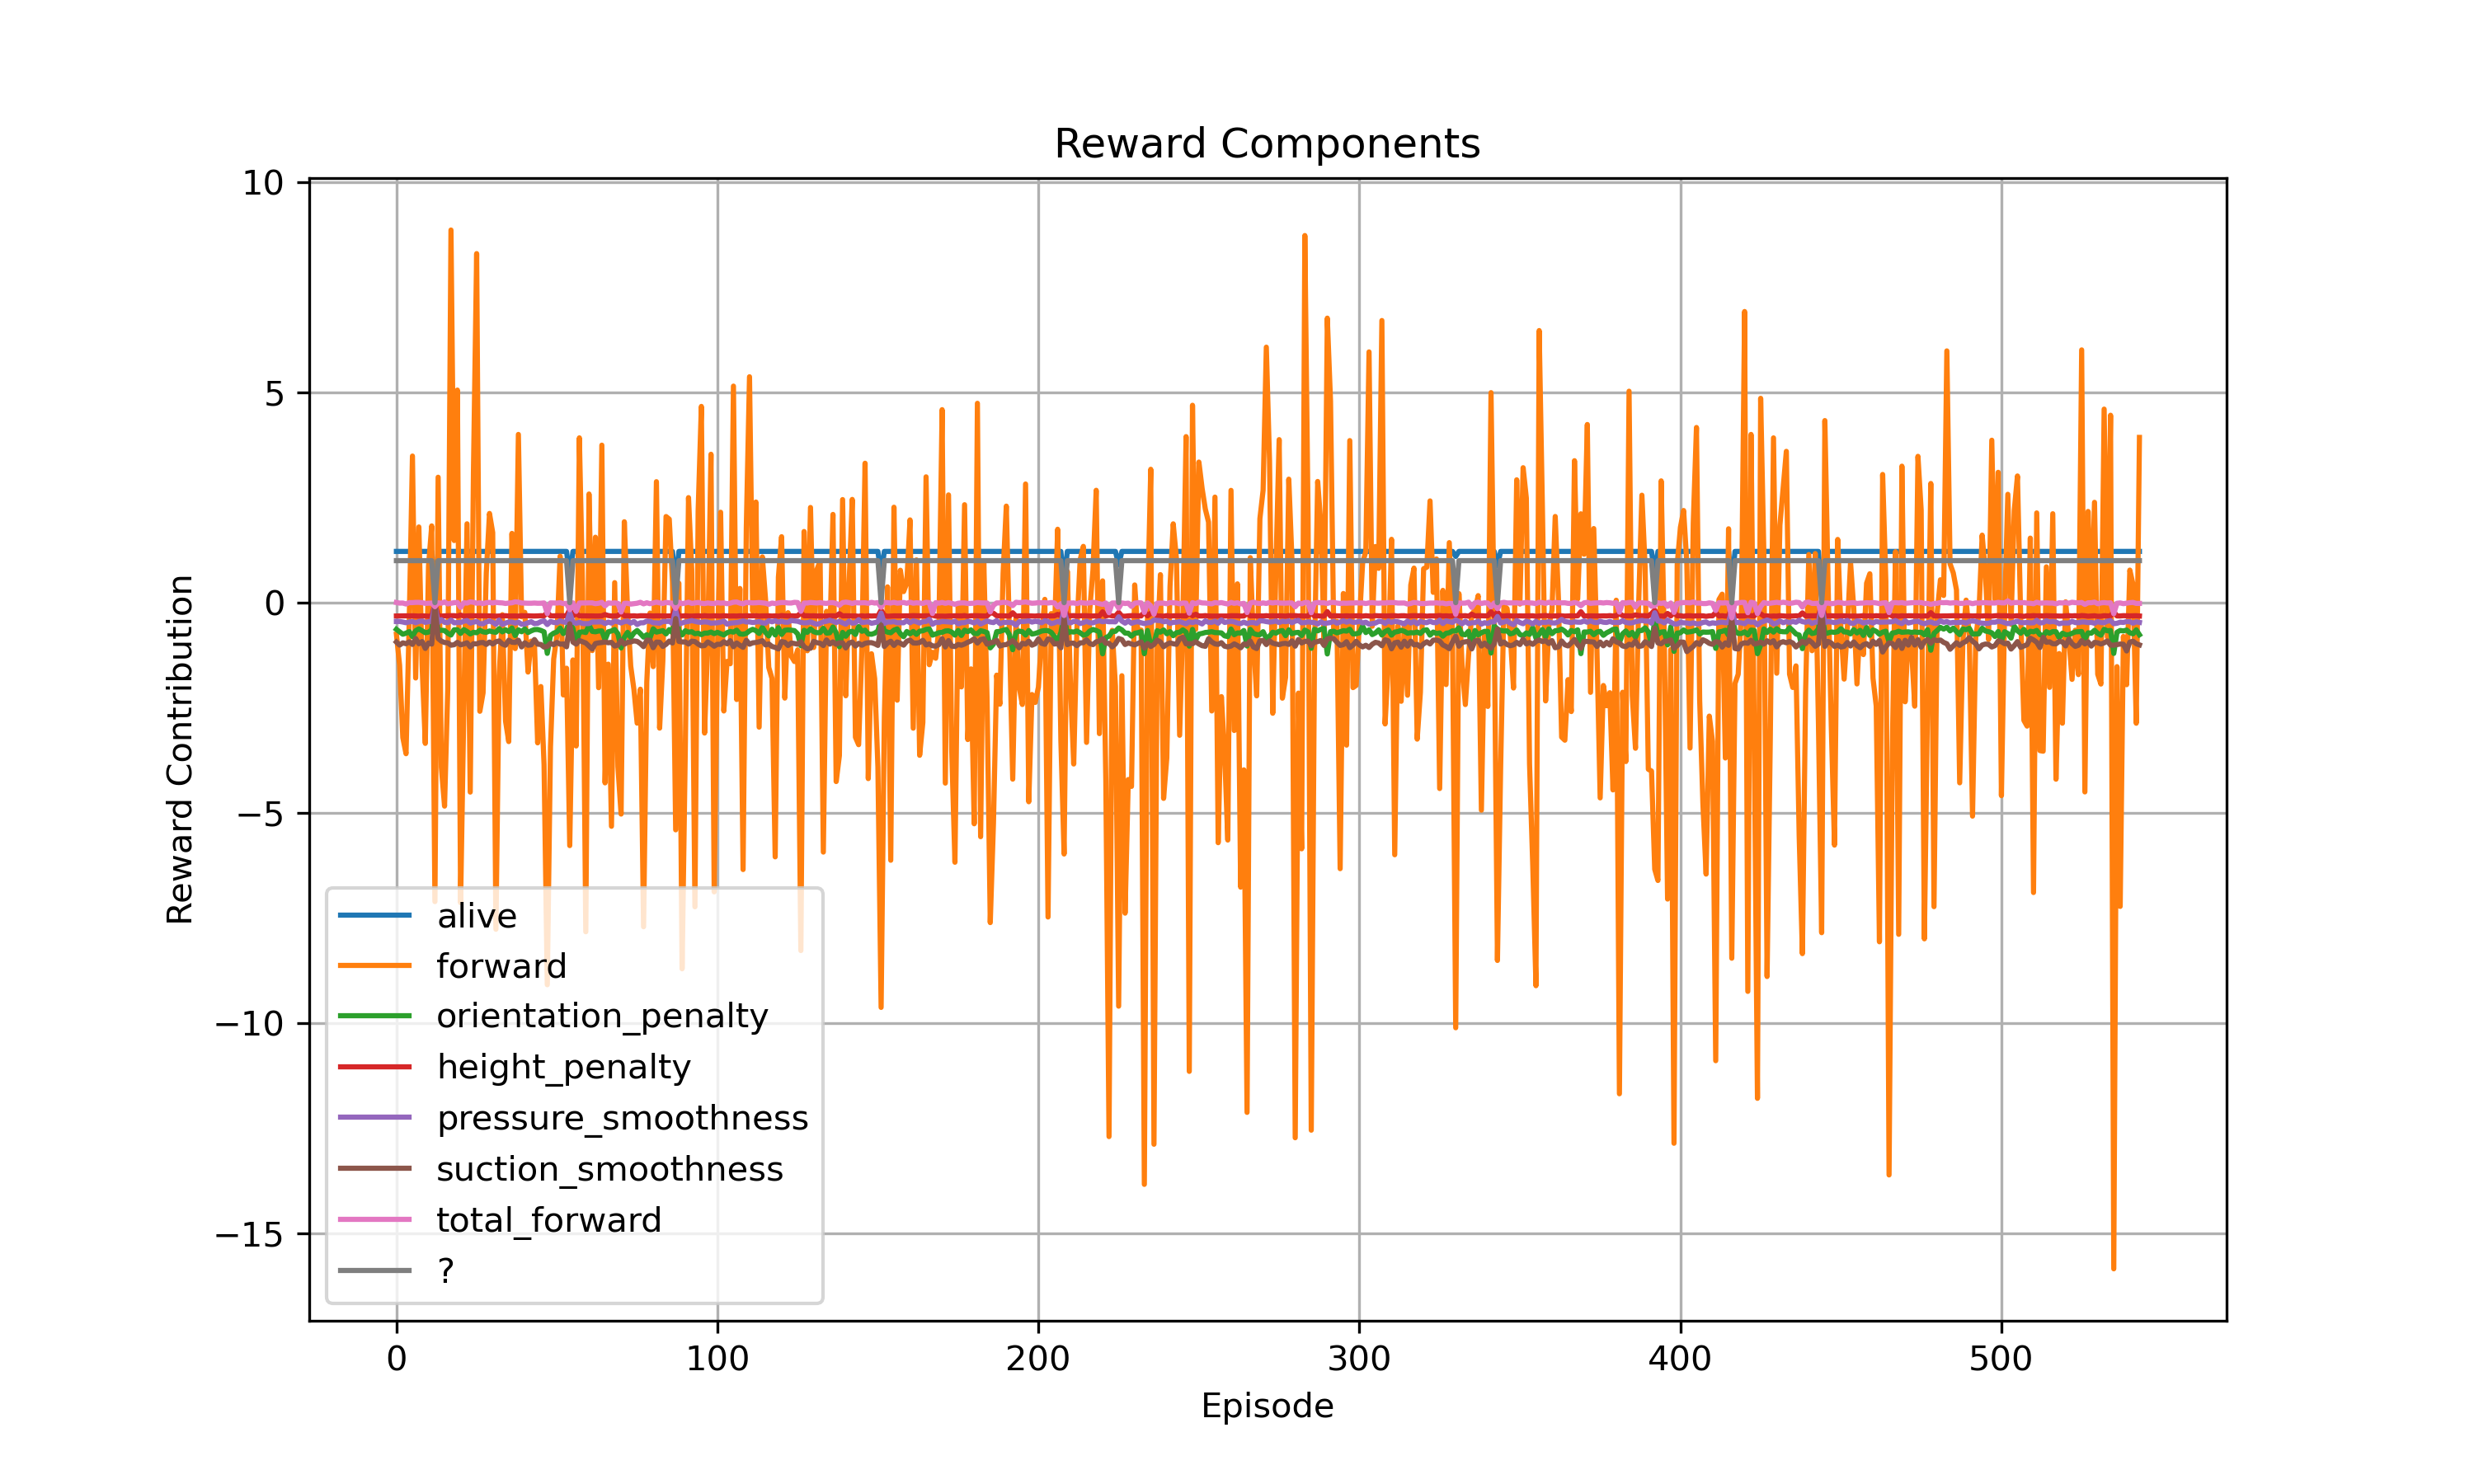 Reward Components
10
5
0
−5
−10
−15
Reward Contribution
alive
forward
orientation_penalty
height_penalty
pressure_smoothness
suction_smoothness
total_forward
?
0 100 200 300 400 500
Episode